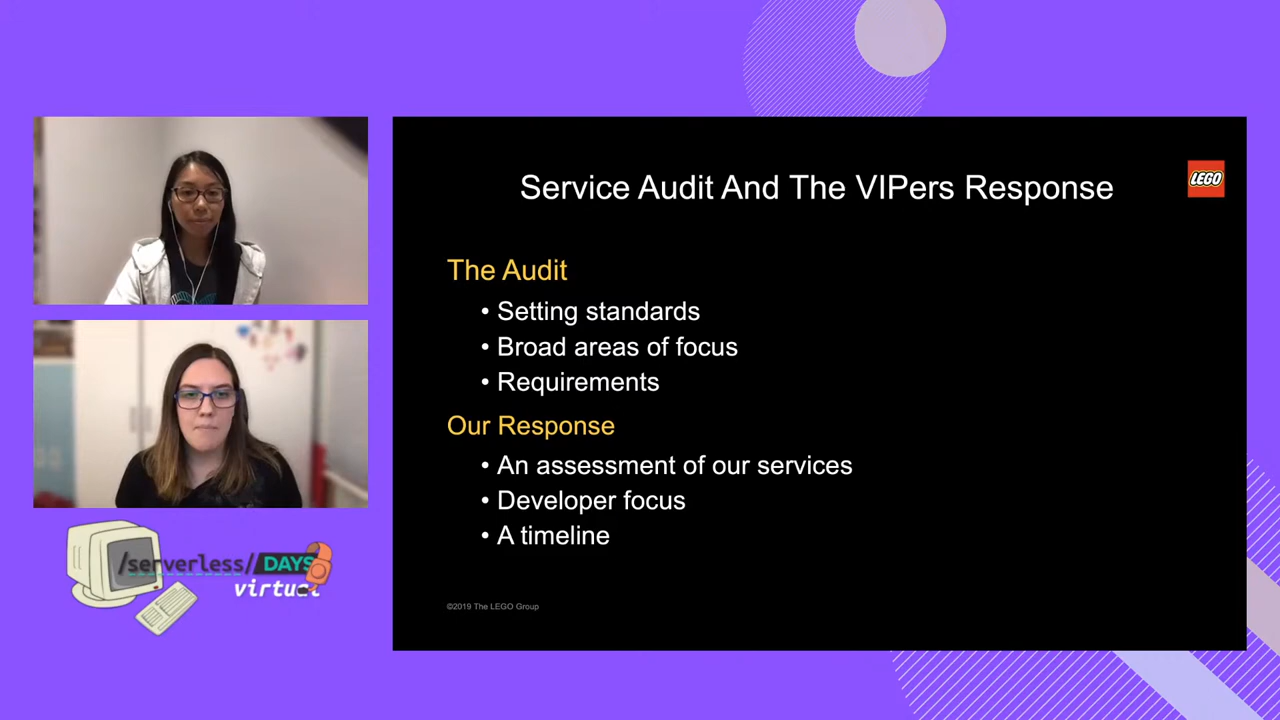 Service Audit And The VIPers Response
LEGO
The Audit
• Setting standards
• Broad areas of focus
• Requirements
Our Response
• An assessment of our services
• Developer focus
• A timeline
©2019 The LEGO Group
/serverless/DAYS
virtual